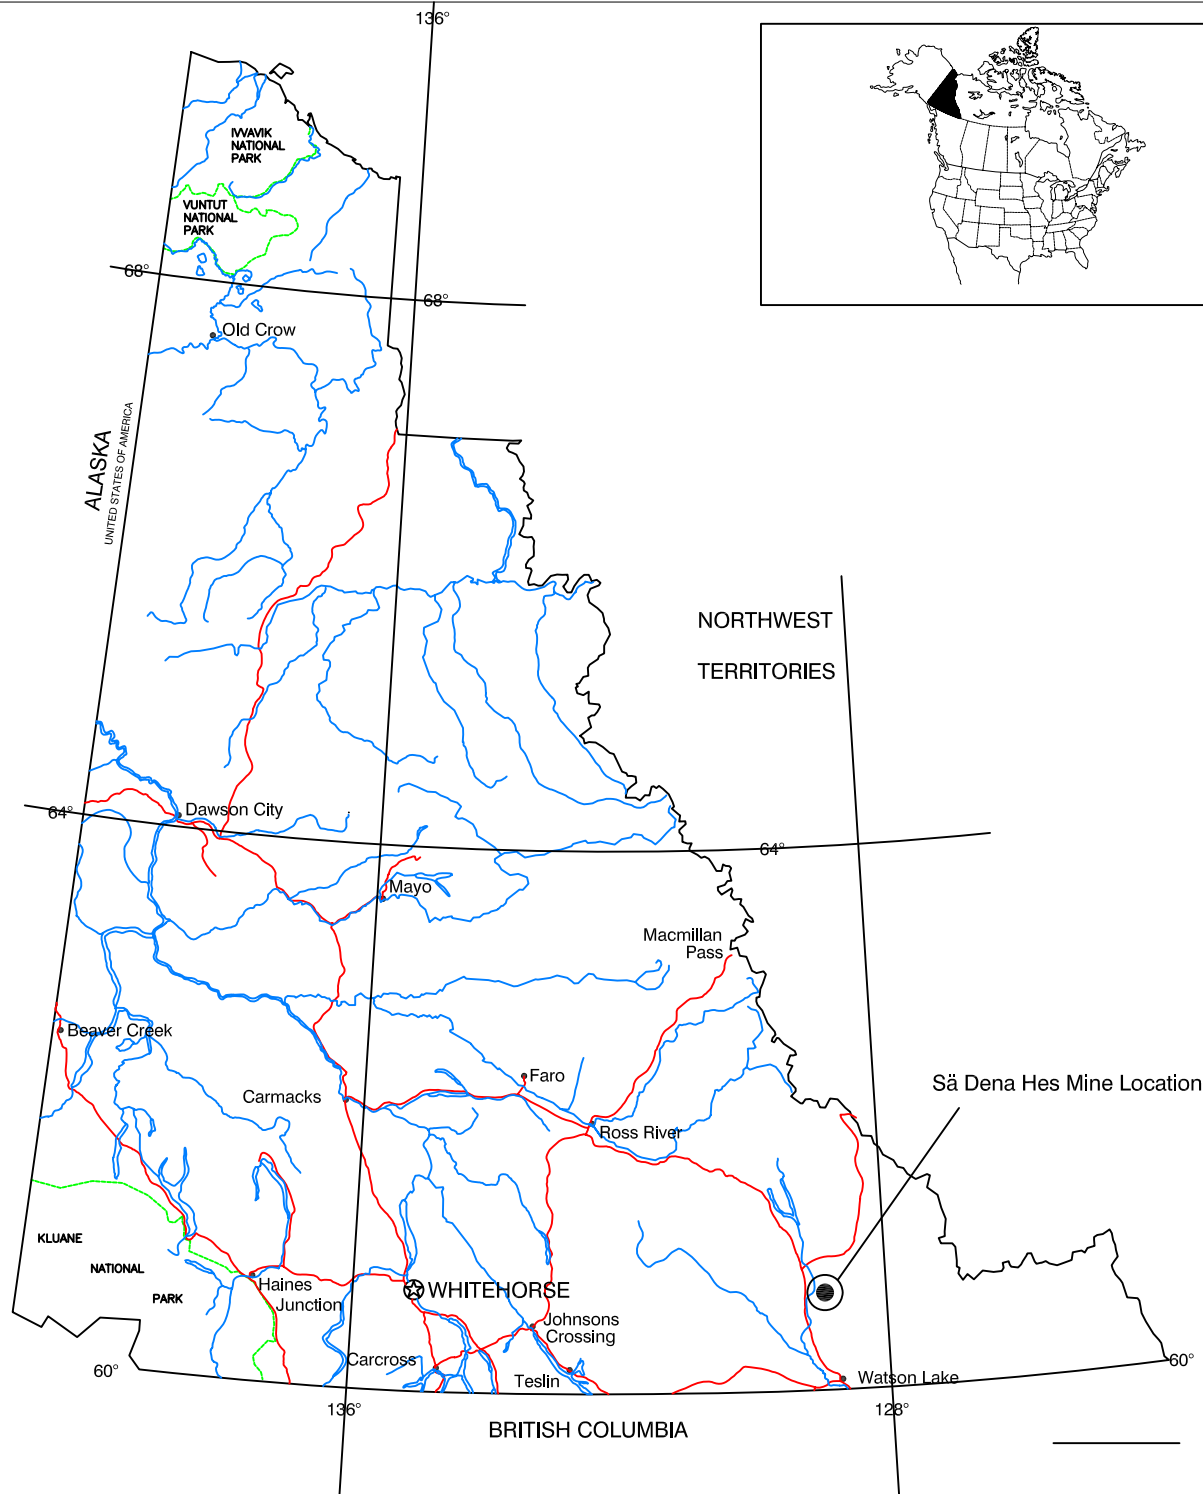 136°
IVVAVIK
NATIONAL
PARK
VUNTUT
NATIONAL
PARK
68°
68°
Old Crow
ALASKA
UNITED STATES OF AMERICA
NORTHWEST
TERRITORIES
64°
Dawson City
64°
Mayo
Macmillan
Pass
Beaver Creek
Faro
Sä Dena Hes Mine Location
Carmacks
Ross River
KLUANE
NATIONAL
PARK
Haines
Junction
WHITEHORSE
Johnsons
Crossing
Carcross
Teslin
60°
60°
Watson Lake
136°
128°
BRITISH COLUMBIA